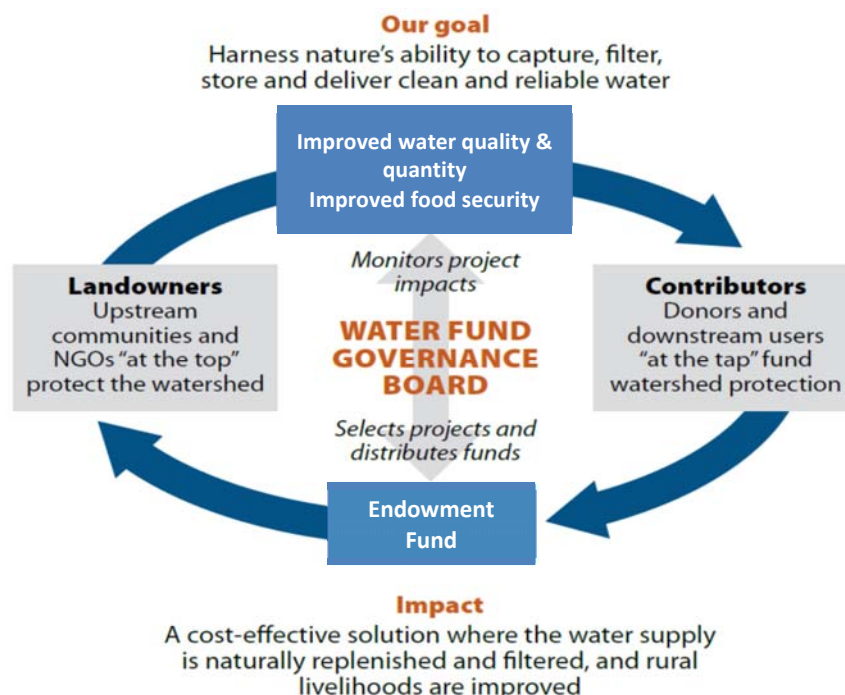 Our goal
Harness nature's ability to capture, filter,
store and deliver clean and reliable water
Improved water quality &
quantity
Improved food security
Monitors project
impacts
Landowners
Upstream
communities and
NGOs “at the top”
protect the watershed
WATER FUND
GOVERNANCE
BOARD
Contributors
Donors and
downstream users
“at the tap” fund
watershed protection
Selects projects and
distributes funds
Endowment
Fund
Impact
A cost-effective solution where the water supply
is naturally replenished and filtered, and rural
livelihoods are improved